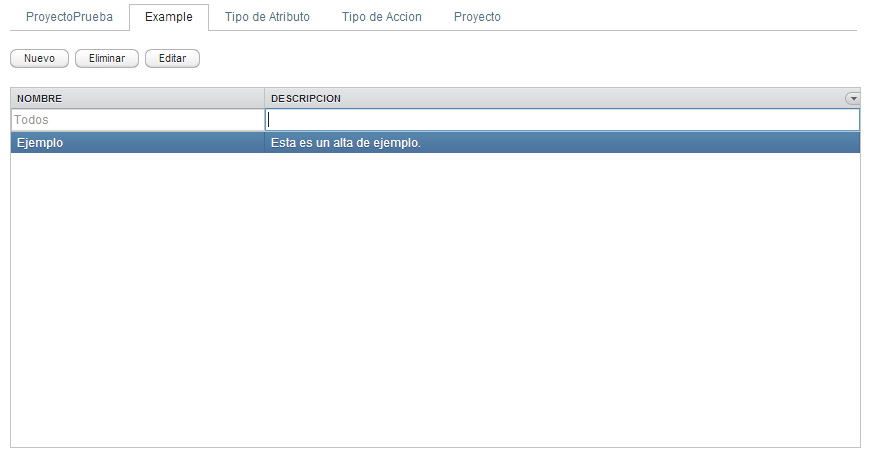 ProyectoPrueba Example Tipo de Atributo Tipo de Accion Proyecto
Nuevo Eliminar Editar
NOMBRE DESCRIPCION
Todos
Ejemplo Esta es un alta de ejemplo.